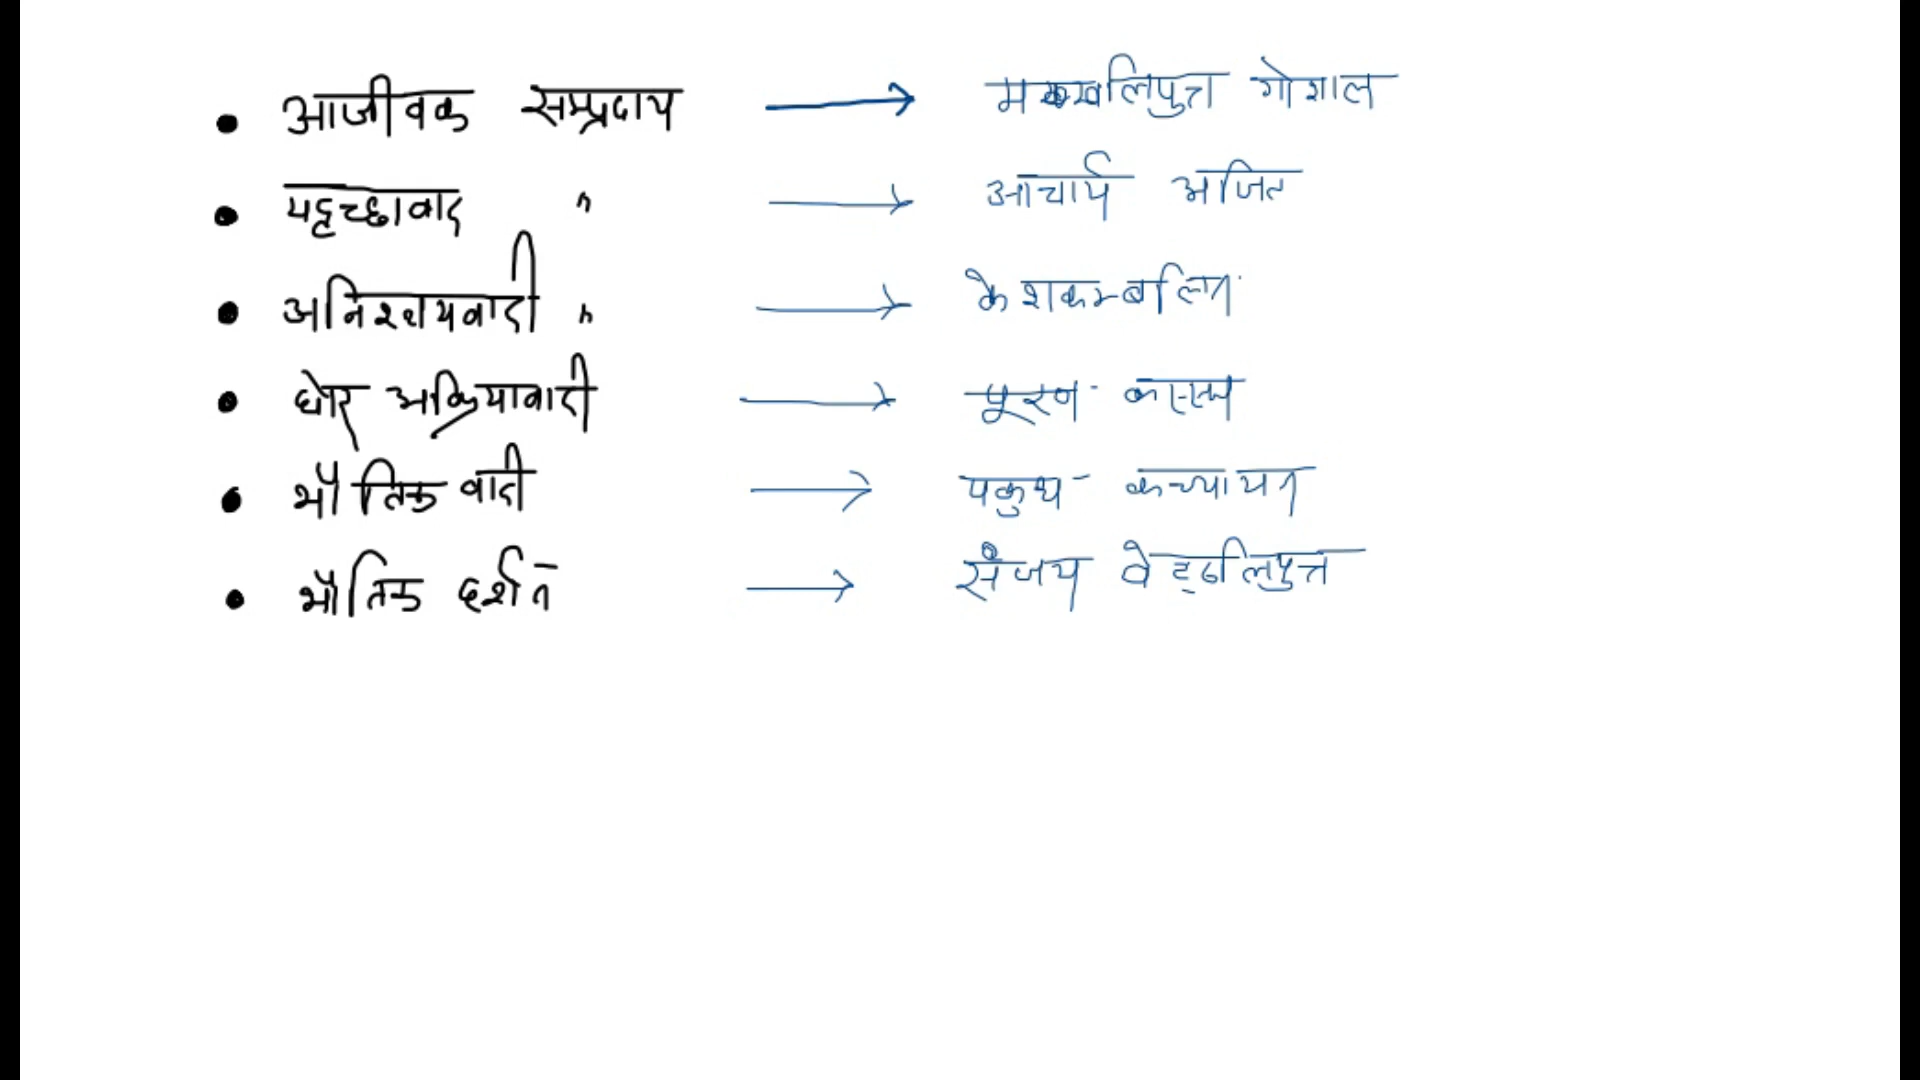 • आजीवक सम्प्रदाय → मक्खलिपुत्त गोशाल
• यदृच्छावाद " → आचार्य अजित
• अनिश्चयवादी " → केशकम्बलिन
• घोर अक्रियावादी → पूरण कस्सप
• भौतिक वादी → पकुध कच्चायन
• भौतिक दर्शन → संजय वेट्ठलिपुत्त